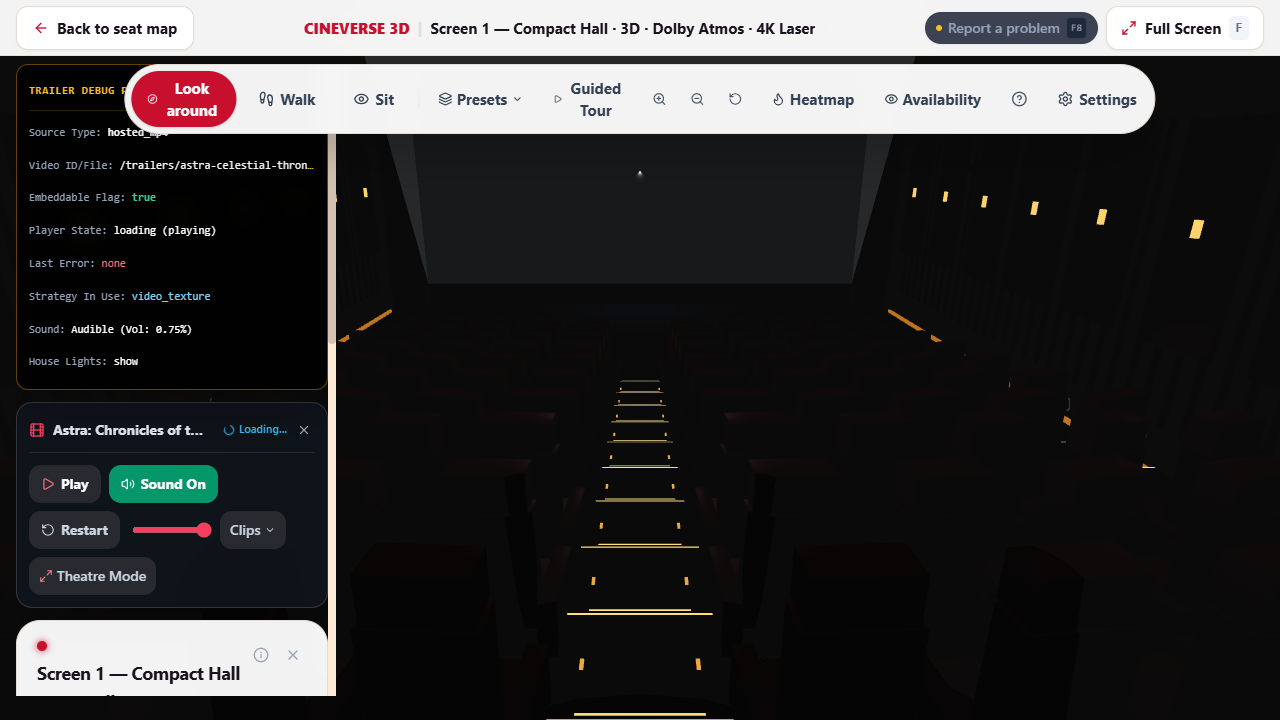 Back to seat map
CINEVERSE 3D | Screen 1 — Compact Hall · 3D · Dolby Atmos · 4K Laser
Report a problem F8
Full Screen F
TRAILER DEBUG
Look around
Walk
Sit
Presets
Guided Tour
Heatmap
Availability
Settings
Source Type: hosted_mp4
Video ID/File: /trailers/astra-celestial-thron…
Embeddable Flag: true
Player State: loading (playing)
Last Error: none
Strategy In Use: video_texture
Sound: Audible (Vol: 0.75%)
House Lights: show
Astra: Chronicles of t... Loading...
Play
Sound On
Restart
Clips
Theatre Mode
Screen 1 — Compact Hall